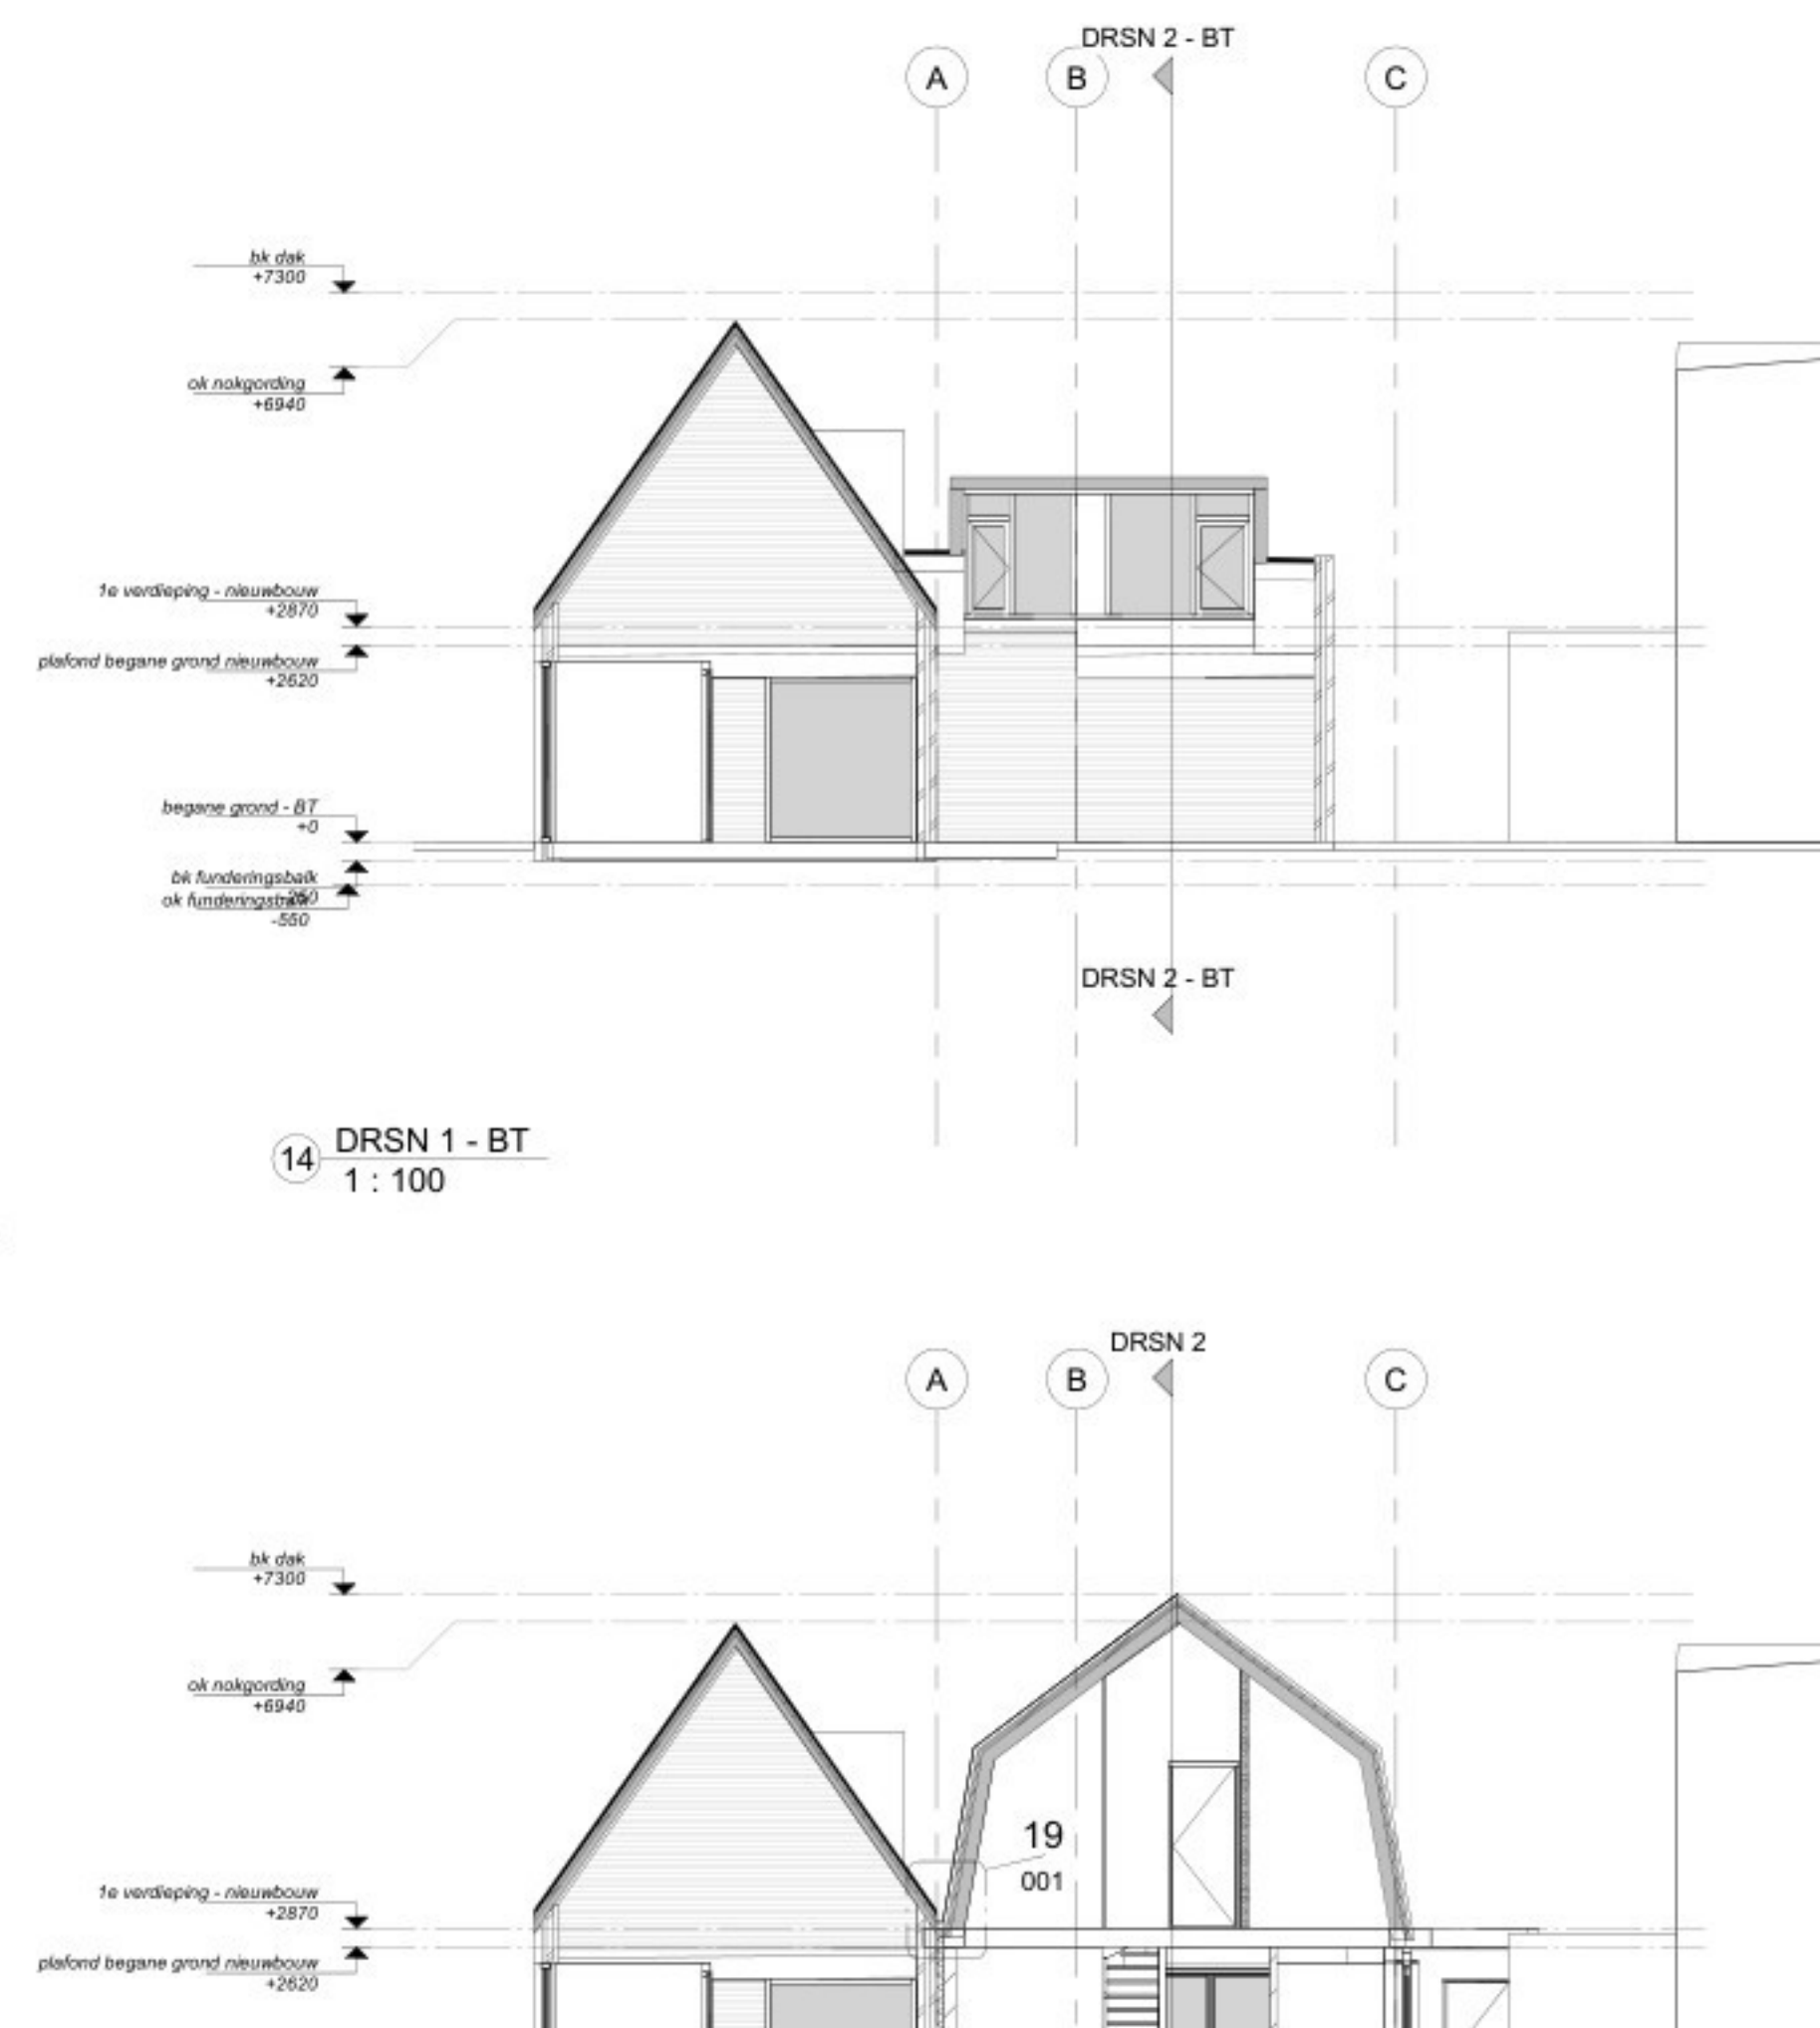 DRSN 2 - BT
A
B
C
bk dak
+7300
ok nokgording
+6940
1e verdieping - nieuwbouw
+2870
plafond begane grond nieuwbouw
+2620
begane grond - BT
+0
bk funderingsbalk
ok funderingsbalk
-550
DRSN 2 - BT
14
DRSN 1 - BT
1 : 100
DRSN 2
A
B
C
bk dak
+7300
ok nokgording
+6940
19
001
1e verdieping - nieuwbouw
+2870
plafond begane grond nieuwbouw
+2620